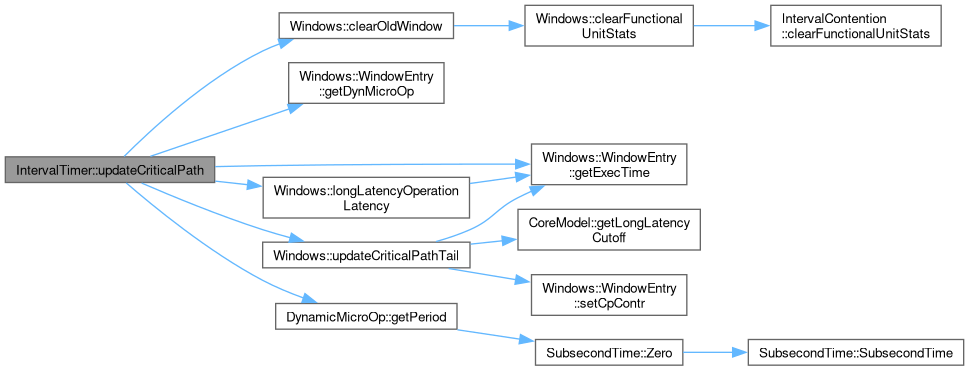 Windows::clearOldWindow
Windows::clearFunctional
UnitStats
IntervalContention
::clearFunctionalUnitStats
Windows::WindowEntry
::getDynMicroOp
IntervalTimer::updateCriticalPath
Windows::WindowEntry
::getExecTime
Windows::longLatencyOperation
Latency
CoreModel::getLongLatency
Cutoff
Windows::updateCriticalPathTail
Windows::WindowEntry
::setCpContr
DynamicMicroOp::getPeriod
SubsecondTime::Zero
SubsecondTime::SubsecondTime